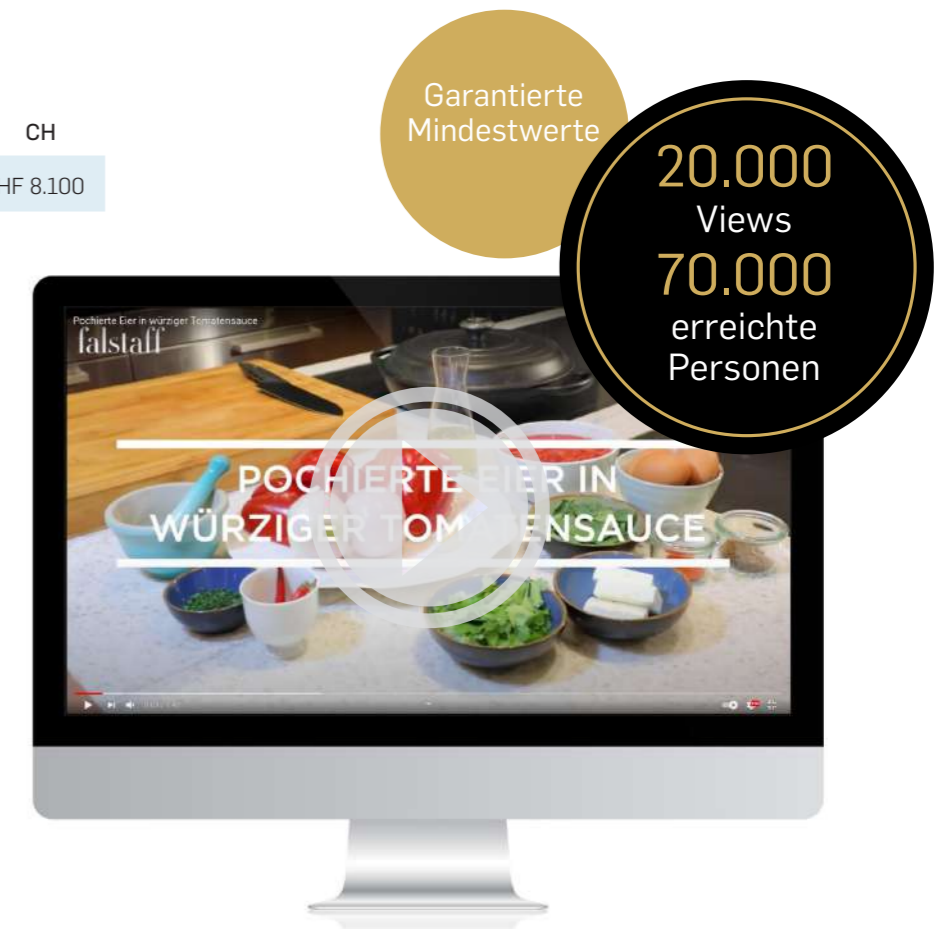 Garantierte
Mindestwerte
CH
HF 8.100
20.000
Views
70.000
erreichte
Personen
Pochierte Eier in würziger Tomatensauce
falstaff
POCHIERTE EIER IN
WÜRZIGER TOMATENSAUCE